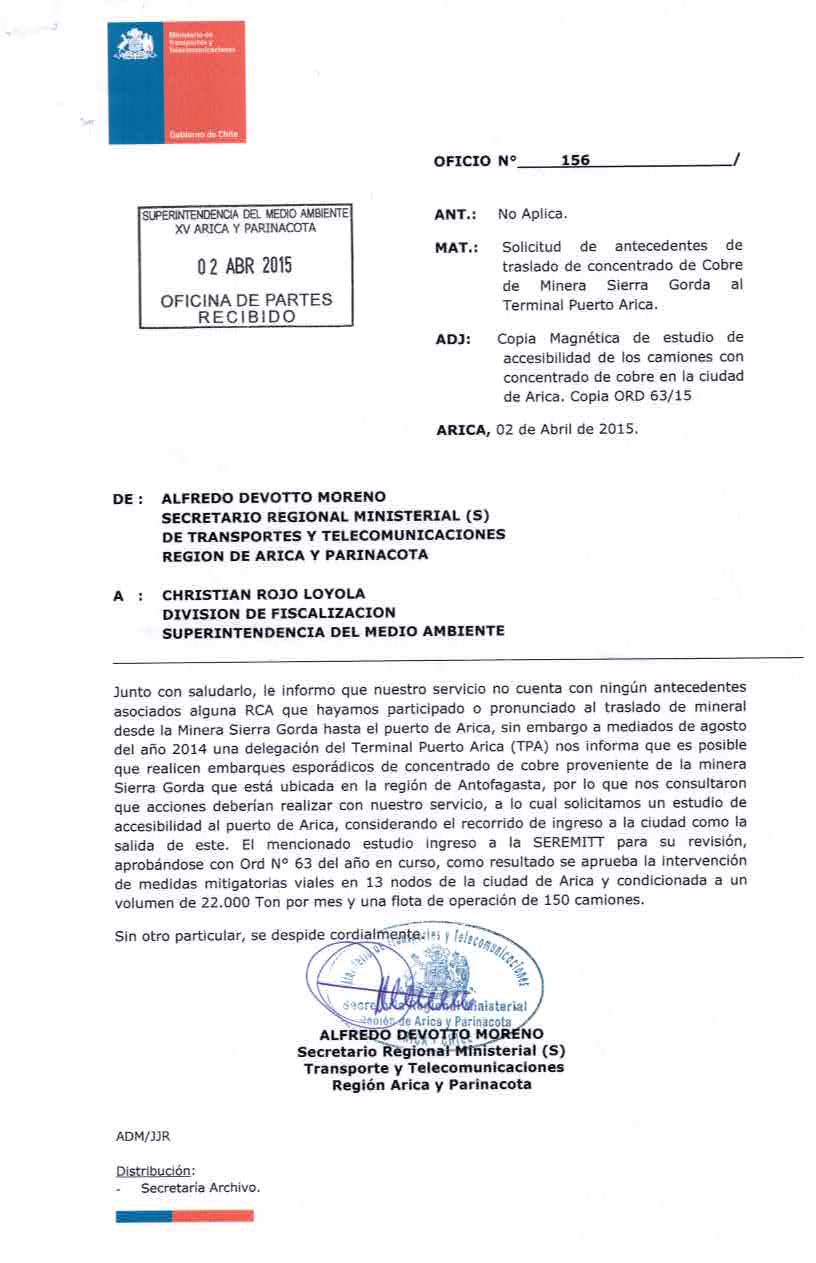 Ministerio de
Transportes y
Telecomunicaciones
Gobierno de Chile
OFICIO N° 156 /
SUPERINTENDENCIA DEL MEDIO AMBIENTE
XV ARICA Y PARINACOTA
02 ABR 2015
OFICINA DE PARTES
RECIBIDO
ANT.: No Aplica.
MAT.: Solicitud de antecedentes de
traslado de concentrado de Cobre
de Minera Sierra Gorda al
Terminal Puerto Arica.
ADJ: Copia Magnética de estudio de
accesibilidad de los camiones con
concentrado de cobre en la ciudad
de Arica. Copia ORD 63/15
ARICA, 02 de Abril de 2015.
DE : ALFREDO DEVOTTO MORENO
SECRETARIO REGIONAL MINISTERIAL (S)
DE TRANSPORTES Y TELECOMUNICACIONES
REGION DE ARICA Y PARINACOTA
A : CHRISTIAN ROJO LOYOLA
DIVISION DE FISCALIZACION
SUPERINTENDENCIA DEL MEDIO AMBIENTE
Junto con saludarlo, le informo que nuestro servicio no cuenta con ningún antecedentes
asociados alguna RCA que hayamos participado o pronunciado al traslado de mineral
desde la Minera Sierra Gorda hasta el puerto de Arica, sin embargo a mediados de agosto
del año 2014 una delegación del Terminal Puerto Arica (TPA) nos informa que es posible
que realicen embarques esporádicos de concentrado de cobre proveniente de la minera
Sierra Gorda que está ubicada en la región de Antofagasta, por lo que nos consultaron
que acciones deberían realizar con nuestro servicio, a lo cual solicitamos un estudio de
accesibilidad al puerto de Arica, considerando el recorrido de ingreso a la ciudad como la
salida de este. El mencionado estudio ingreso a la SEREMITT para su revisión,
aprobándose con Ord N° 63 del año en curso, como resultado se aprueba la intervención
de medidas mitigatorias viales en 13 nodos de la ciudad de Arica y condicionada a un
volumen de 22.000 Ton por mes y una flota de operación de 150 camiones.
Sin otro particular, se despide cordialmente.
y Telecomunicaciones
Ministerial
de Arica y Parinacota
ALFREDO DEVOTTO MORENO
Secretario Regional Ministerial (S)
Transporte y Telecomunicaciones
Región Arica y Parinacota
ADM/JJR
Distribución:
- Secretaría Archivo.